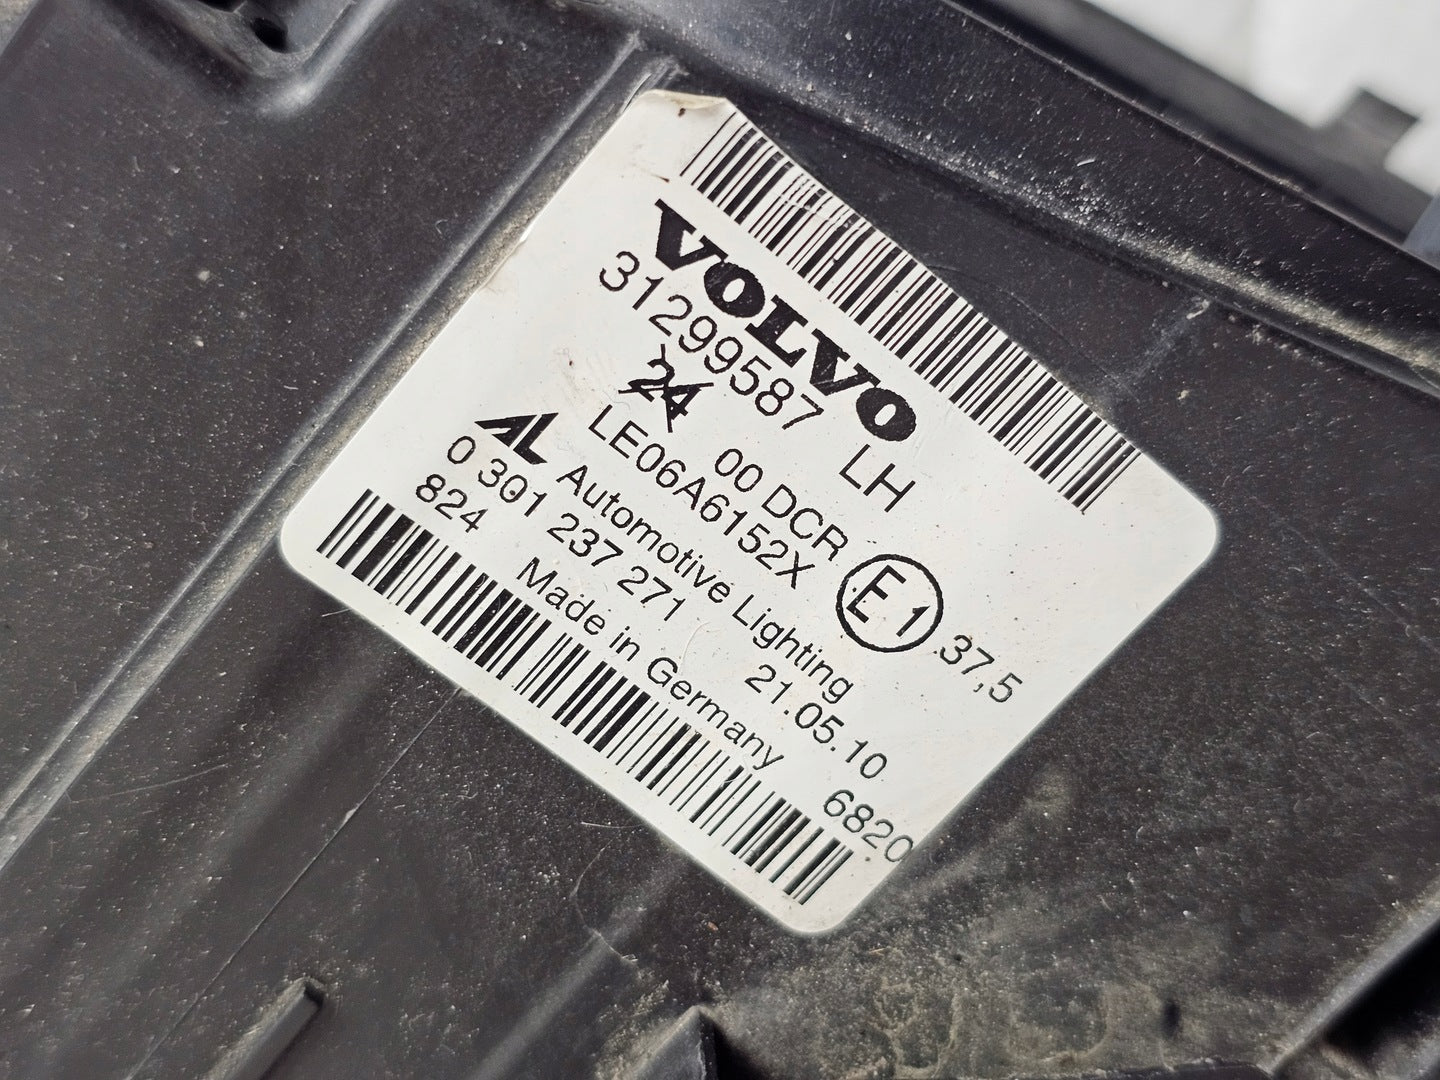 VOLVO
31299587 LH
24 00 DCR
LE06A6152X E1 37,5
AL Automotive Lighting
0 301 237 271 21.05.10
824 Made in Germany 6820